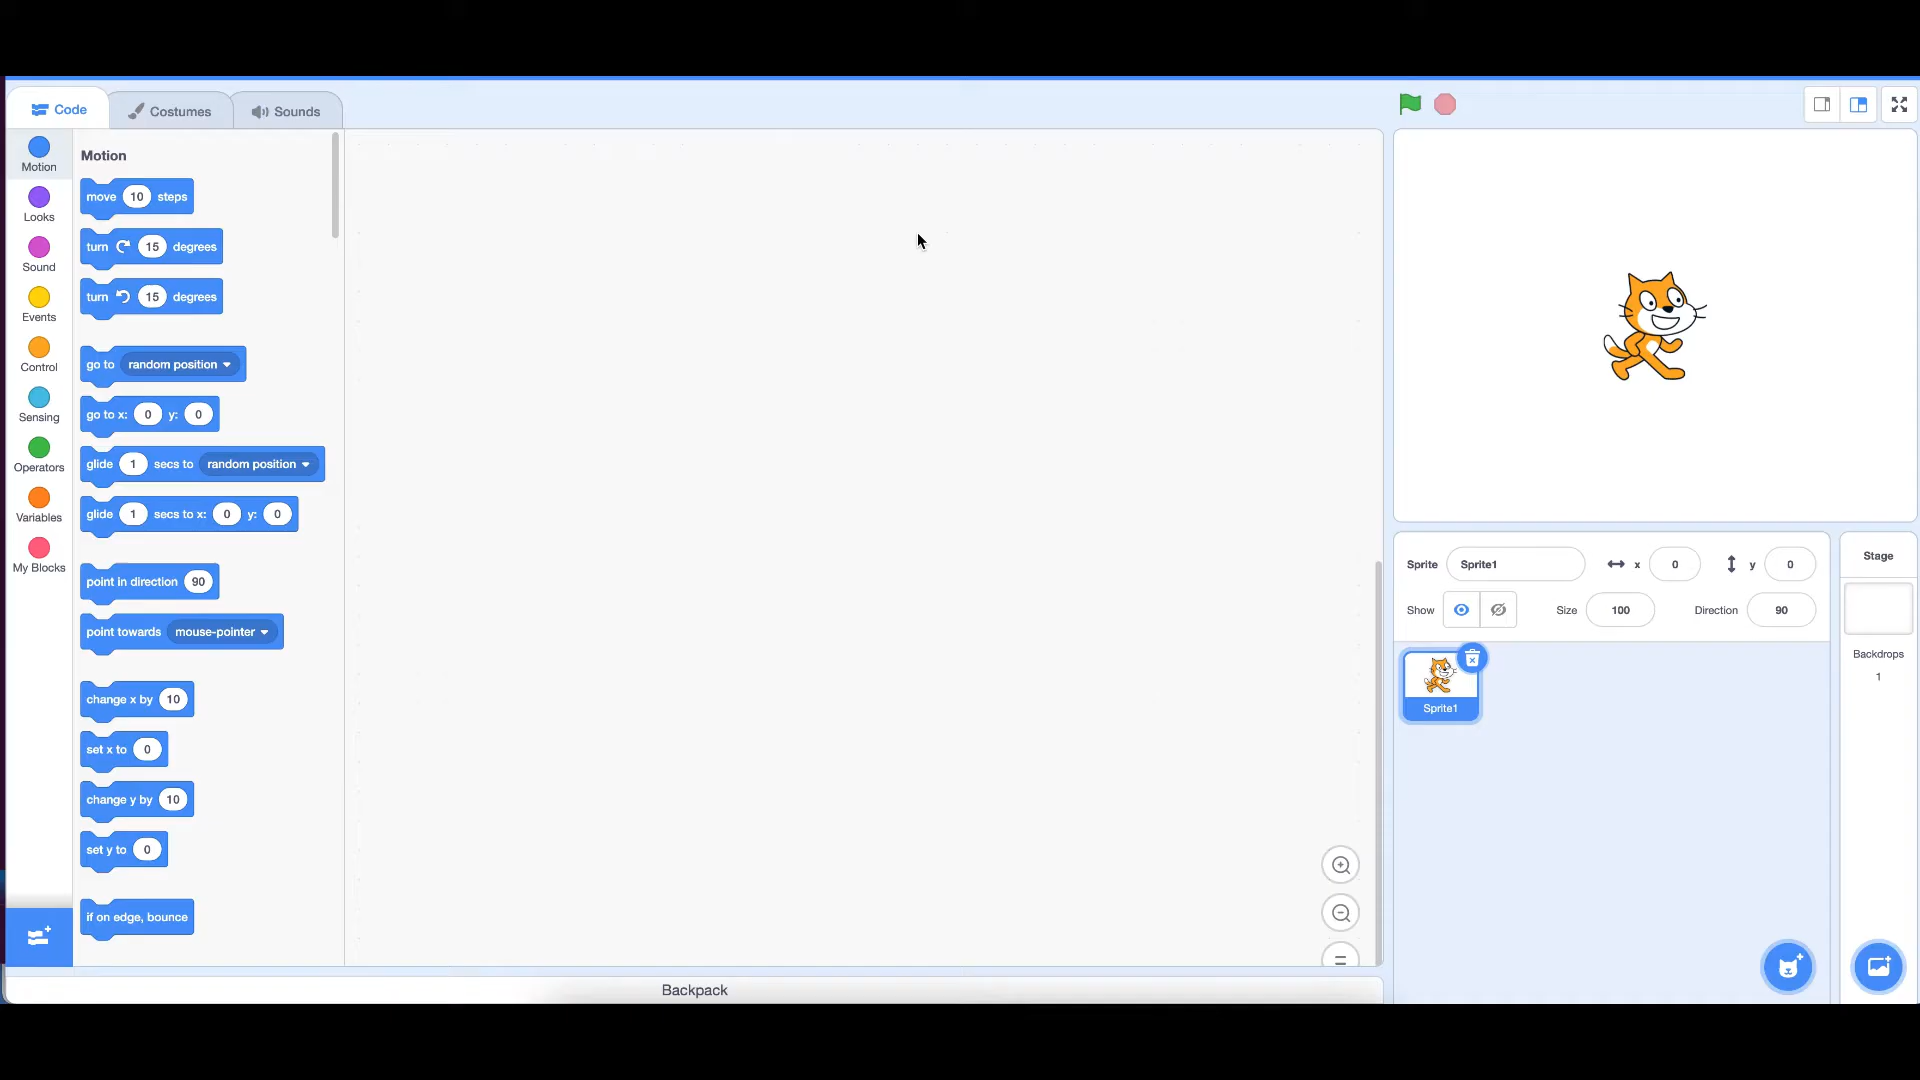 Code
Costumes
Sounds
Motion
Looks
Sound
Events
Control
Sensing
Operators
Variables
My Blocks
Motion
move 10 steps
turn 15 degrees
turn 15 degrees
go to random position
go to x: 0 y: 0
glide 1 secs to random position
glide 1 secs to x: 0 y: 0
point in direction 90
point towards mouse-pointer
change x by 10
set x to 0
change y by 10
set y to 0
if on edge, bounce
Backpack
Sprite Sprite1 x 0 y 0
Show Size 100 Direction 90
Sprite1
Stage
Backdrops
1